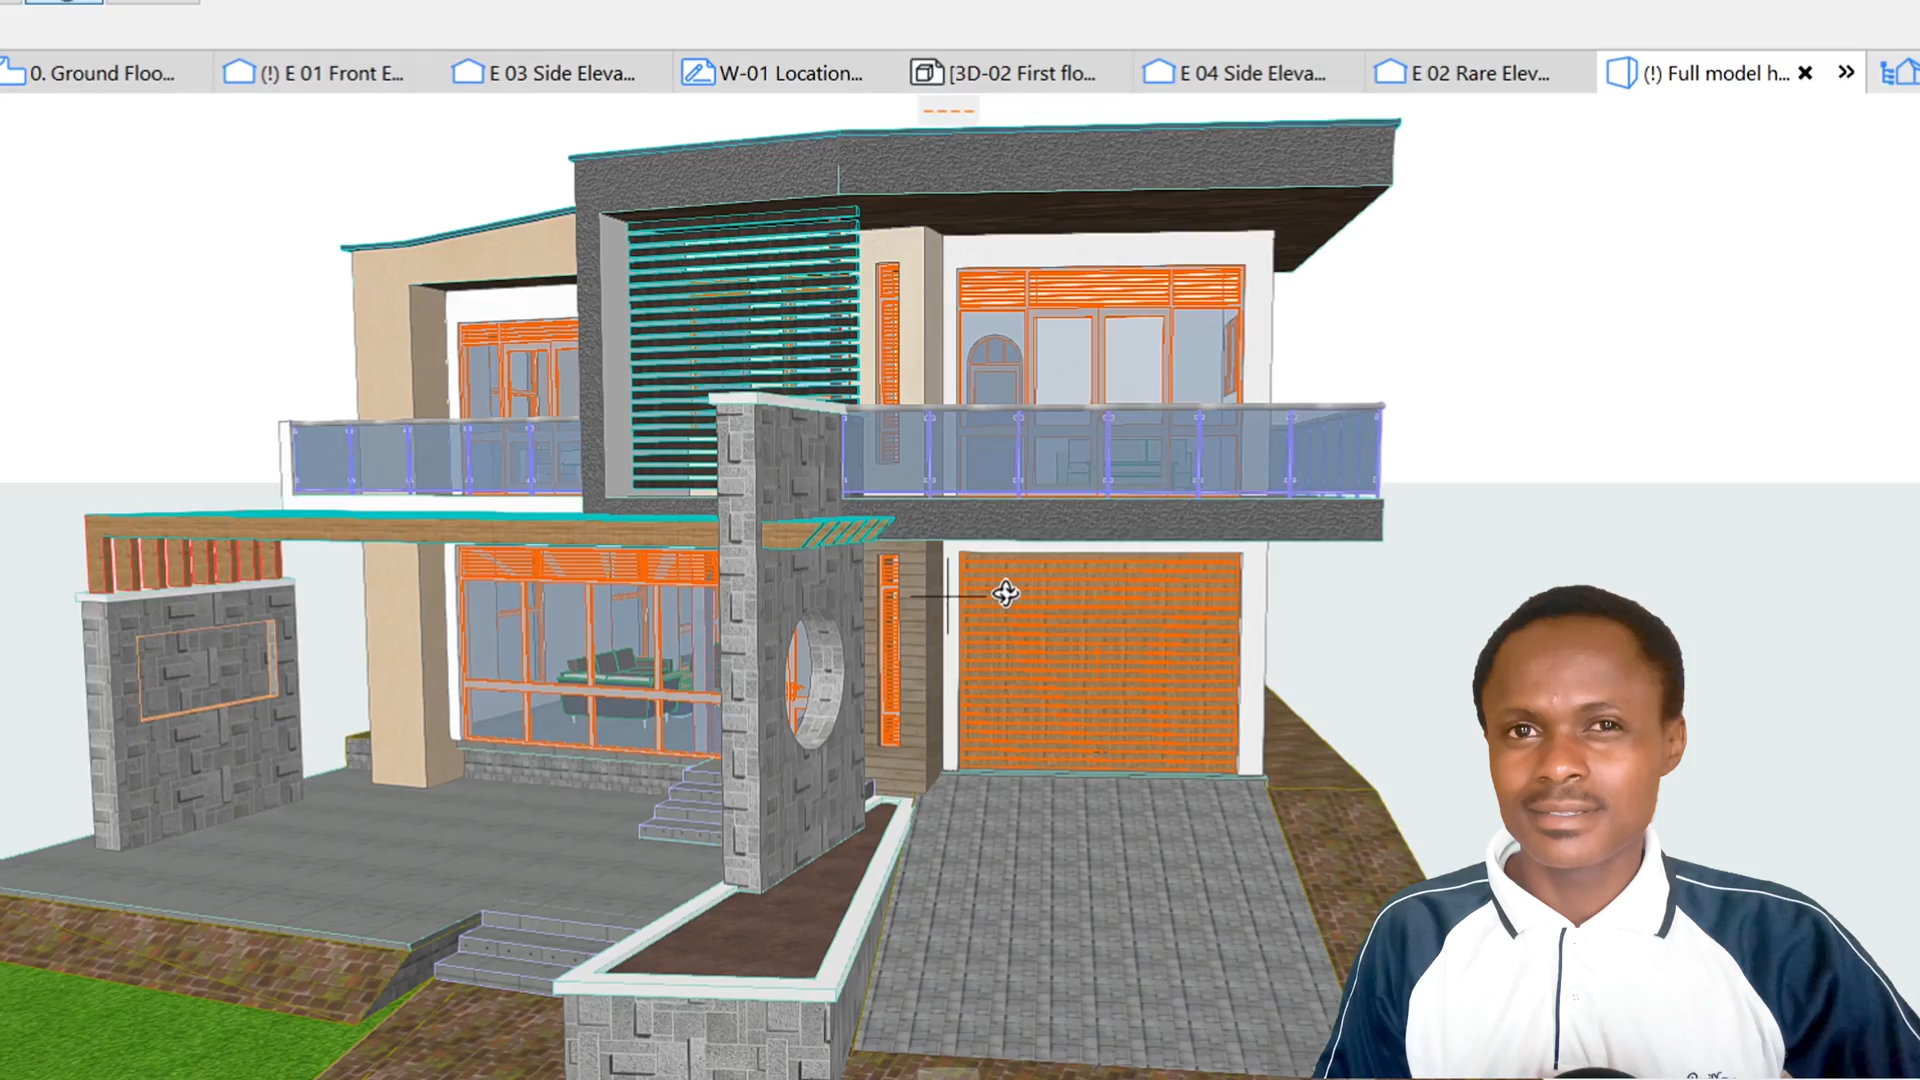 0. Ground Floo...
(!) E 01 Front E...
E 03 Side Eleva...
W-01 Location...
[3D-02 First flo...
E 04 Side Eleva...
E 02 Rare Elev...
(!) Full model h...